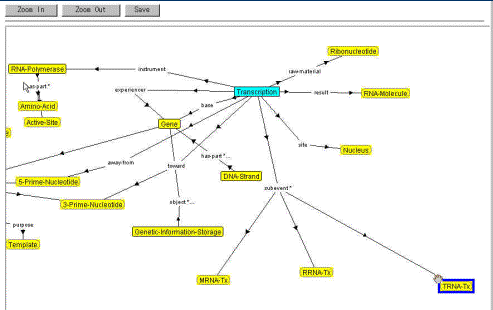 Zoom In Zoom Out Save
Ribonucleotide
RNA-Polymerase
instrument
raw-material
has-part*
experiencer
Transcription
result
RNA-Molecule
Amino-Acid
base
Active-Site
Gene
site
Nucleus
has-part*...
away-from
toward
DNA-Strand
5-Prime-Nucleotide
subevent*
3-Prime-Nucleotide
object*...
purpose
Genetic-Information-Storage
Template
MRNA-Tx
RRNA-Tx
TRNA-Tx